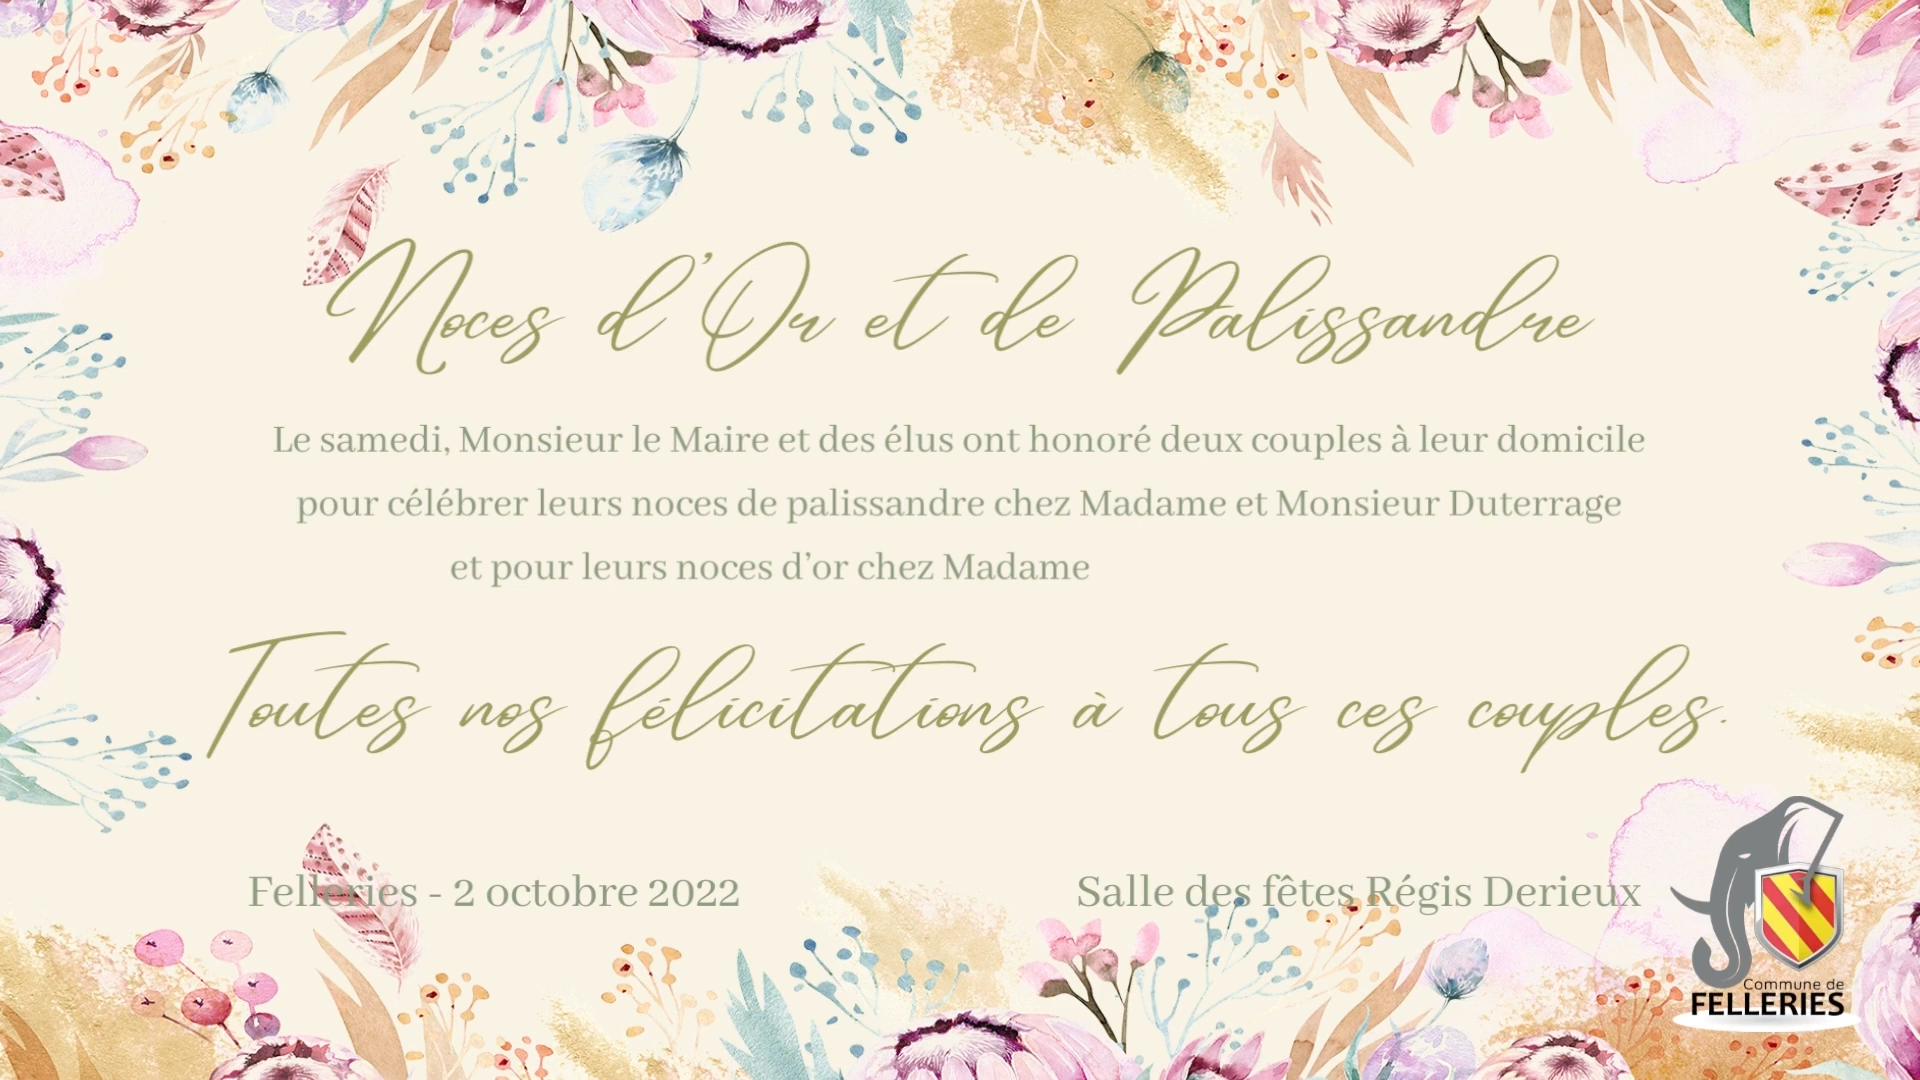 Noces d'Or et de Palissandre
Le samedi, Monsieur le Maire et des élus ont honoré deux couples à leur domicile
pour célébrer leurs noces de palissandre chez Madame et Monsieur Duterrage
et pour leurs noces d'or chez Madame
Toutes nos félicitations à tous ces couples.
Felleries - 2 octobre 2022
Salle des fêtes Régis Derieux
Commune de
FELLERIES